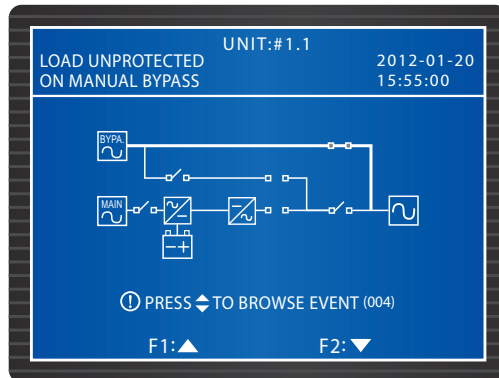 UNIT:#1.1
LOAD UNPROTECTED
ON MANUAL BYPASS
2012-01-20
15:55:00
BYPA.
MAIN
PRESS TO BROWSE EVENT (004)
F1: F2: